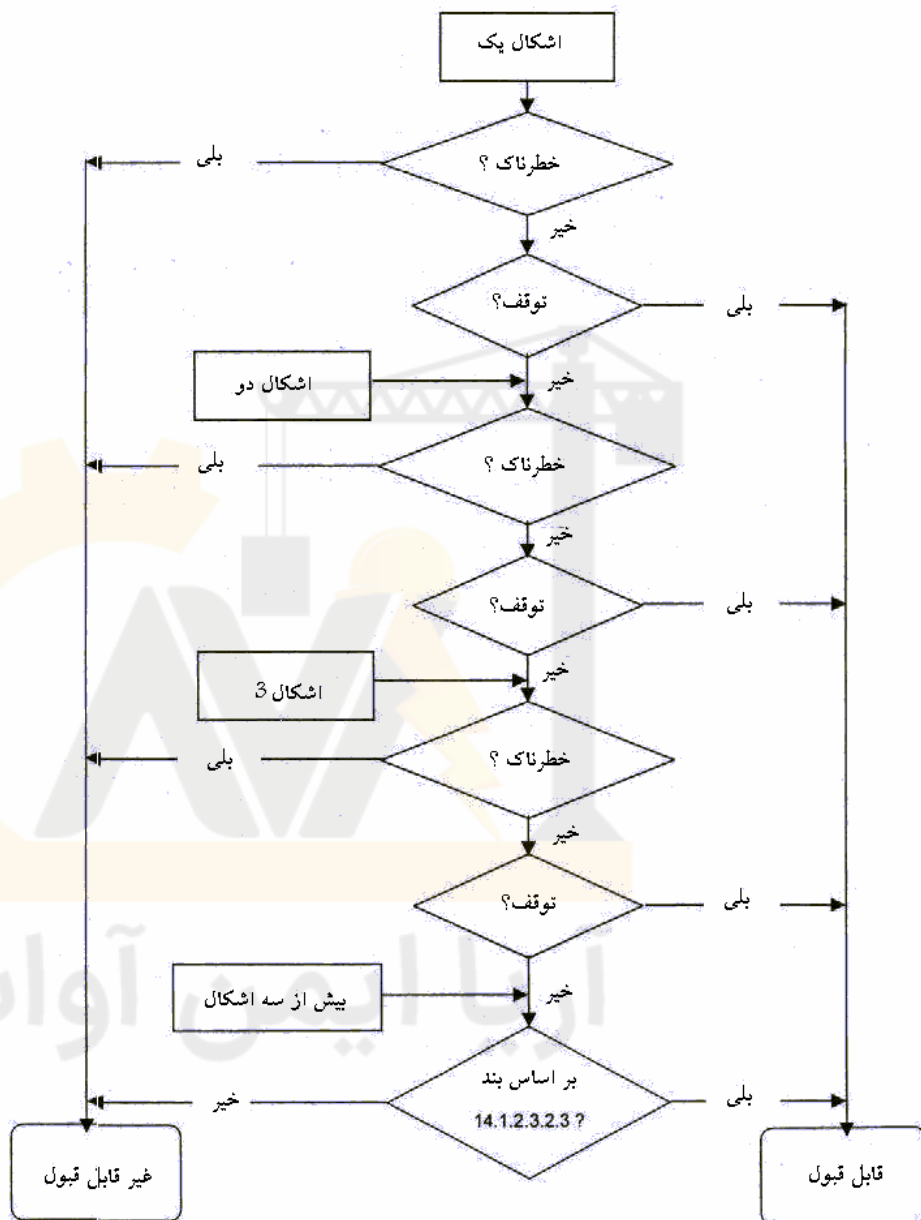 اشکال یک
خطرناک ؟
بلی
خیر
توقف؟
بلی
خیر
اشکال دو
خطرناک ؟
بلی
خیر
توقف؟
بلی
خیر
اشکال 3
خطرناک ؟
بلی
خیر
توقف؟
بلی
خیر
بیش از سه اشکال
بر اساس بند
14.1.2.3.2.3 ?
بلی
خیر
قابل قبول
غیر قابل قبول
آریا ایمن